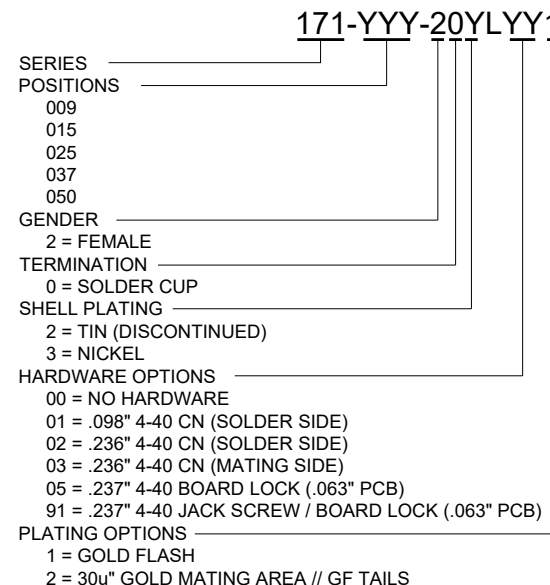 171-YYY-20YLYY1
SERIES
POSITIONS
009
015
025
037
050
GENDER
2 = FEMALE
TERMINATION
0 = SOLDER CUP
SHELL PLATING
2 = TIN (DISCONTINUED)
3 = NICKEL
HARDWARE OPTIONS
00 = NO HARDWARE
01 = .098" 4-40 CN (SOLDER SIDE)
02 = .236" 4-40 CN (SOLDER SIDE)
03 = .236" 4-40 CN (MATING SIDE)
05 = .237" 4-40 BOARD LOCK (.063" PCB)
91 = .237" 4-40 JACK SCREW / BOARD LOCK (.063" PCB)
PLATING OPTIONS
1 = GOLD FLASH
2 = 30u" GOLD MATING AREA // GF TAILS